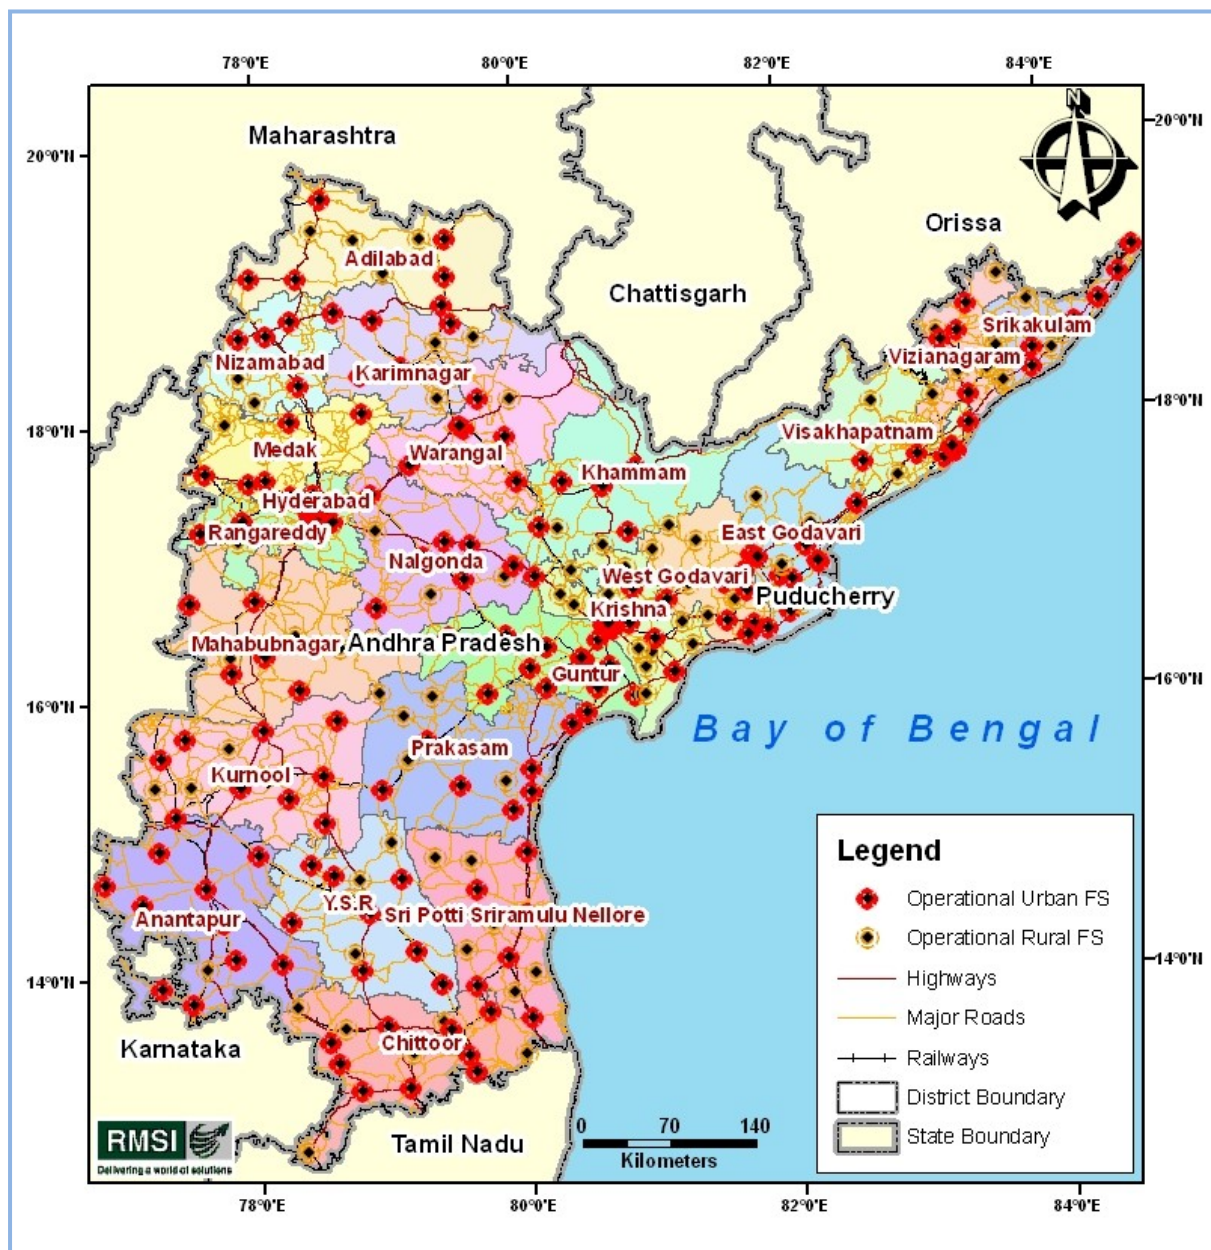 78°0'E 80°0'E 82°0'E 84°0'E
20°0'N
Maharashtra
20°0'N
Orissa
Adilabad
Chattisgarh
Srikakulam
Vizianagaram
Nizamabad
Karimnagar
18°0'N
18°0'N
Visakhapatnam
Medak
Warangal
Khammam
Hyderabad
Rangareddy
East Godavari
Nalgonda
West Godavari
Puducherry
Krishna
Mahabubnagar
Andhra Pradesh
Guntur
16°0'N
16°0'N
Bay of Bengal
Prakasam
Kurnool
Legend
Operational Urban FS
Y.S.R
Sri Potti Sriramulu Nellore
Anantapur
Operational Rural FS
14°0'N
14°0'N
Highways
Major Roads
Karnataka
Chittoor
Railways
District Boundary
State Boundary
RMSI
Delivering a world of solutions
Tamil Nadu
0 70 140
Kilometers
N
78°0'E 80°0'E 82°0'E 84°0'E